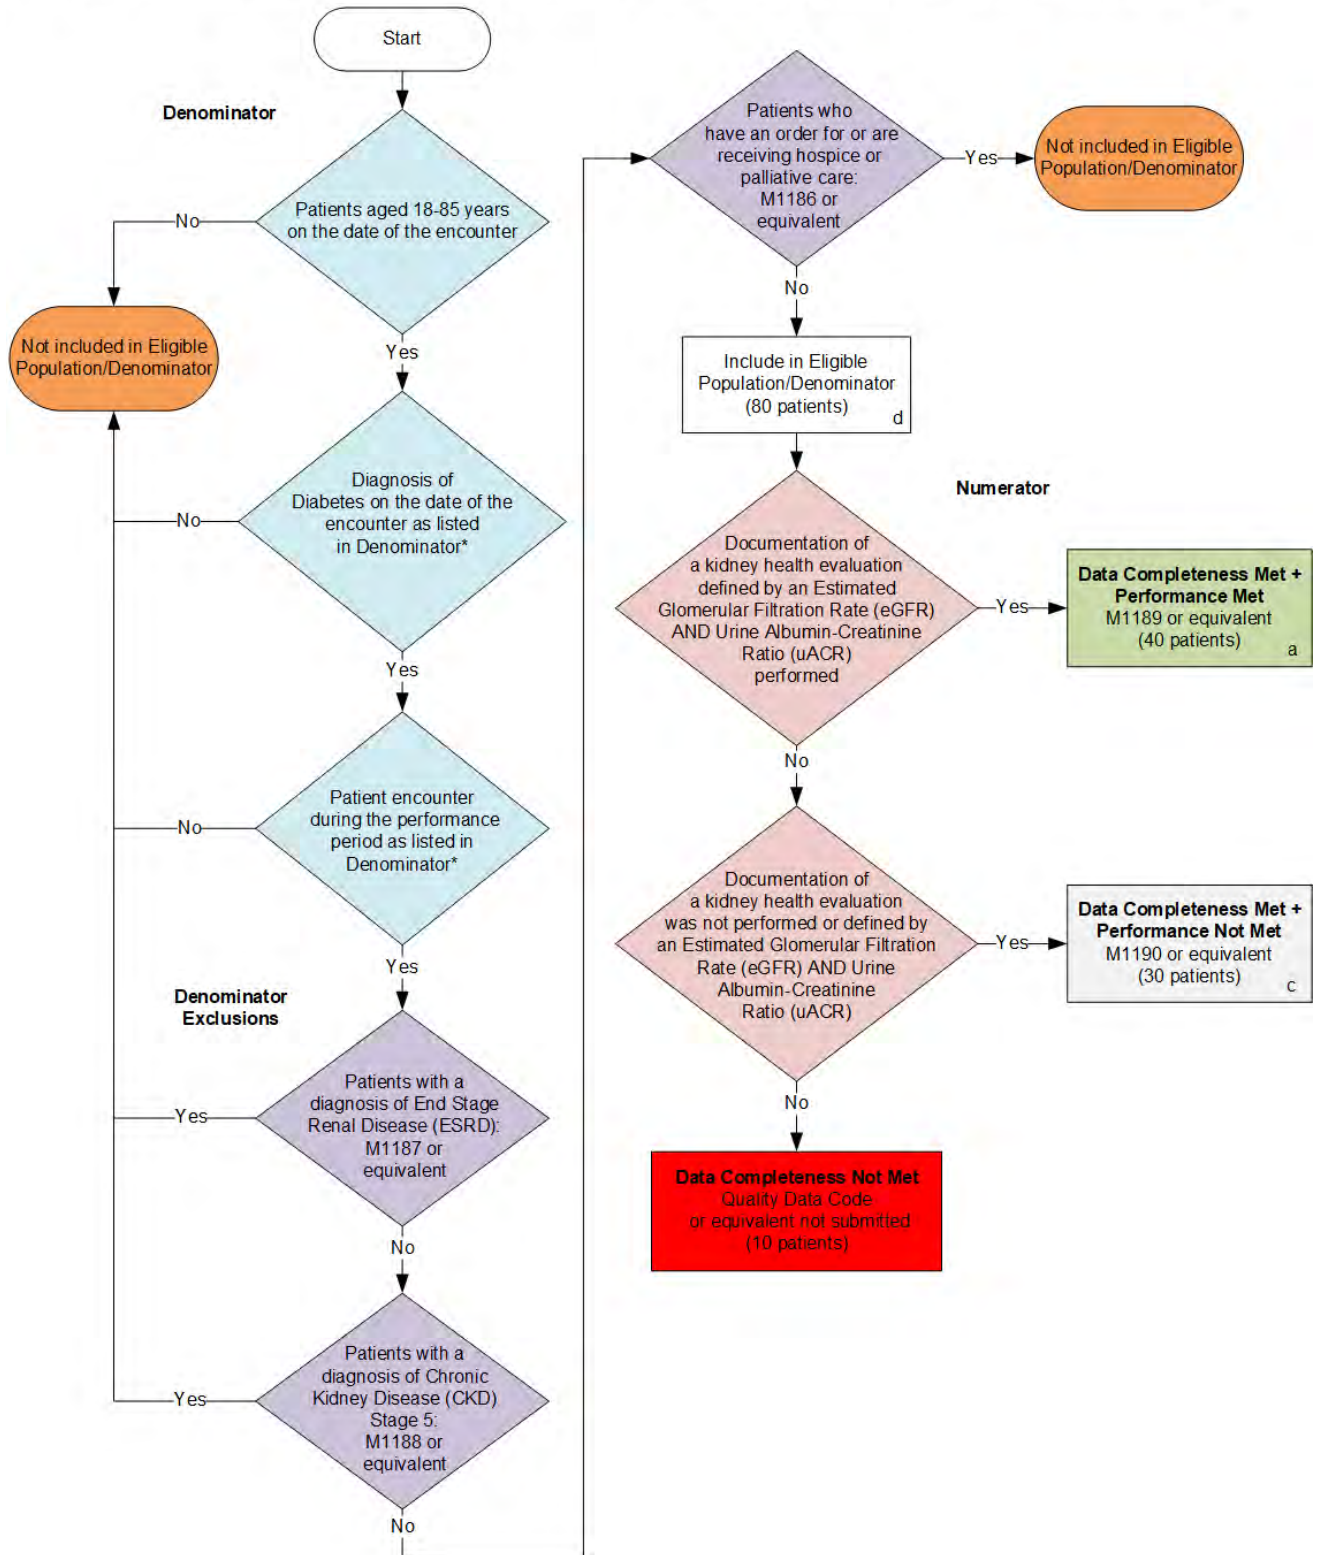 Start
Denominator
Patients aged 18-85 years
on the date of the encounter
No
Not included in Eligible
Population/Denominator
Yes
Diagnosis of
Diabetes on the date of the
encounter as listed
in Denominator*
No
Yes
Patient encounter
during the performance
period as listed in
Denominator*
No
Yes
Denominator
Exclusions
Patients with a
diagnosis of End Stage
Renal Disease (ESRD):
M1187 or
equivalent
Yes
No
Patients with a
diagnosis of Chronic
Kidney Disease (CKD)
Stage 5:
M1188 or
equivalent
Yes
No
Patients who
have an order for or are
receiving hospice or
palliative care:
M1186 or
equivalent
Yes
Not included in Eligible
Population/Denominator
No
Include in Eligible
Population/Denominator
(80 patients)
d
Numerator
Documentation of
a kidney health evaluation
defined by an Estimated
Glomerular Filtration Rate (eGFR)
AND Urine Albumin-Creatinine
Ratio (uACR)
performed
Yes
Data Completeness Met +
Performance Met
M1189 or equivalent
(40 patients)
a
No
Documentation of
a kidney health evaluation
was not performed or defined by
an Estimated Glomerular Filtration
Rate (eGFR) AND Urine
Albumin-Creatinine
Ratio (uACR)
Yes
Data Completeness Met +
Performance Not Met
M1190 or equivalent
(30 patients)
c
No
Data Completeness Not Met
Quality Data Code
or equivalent not submitted
(10 patients)